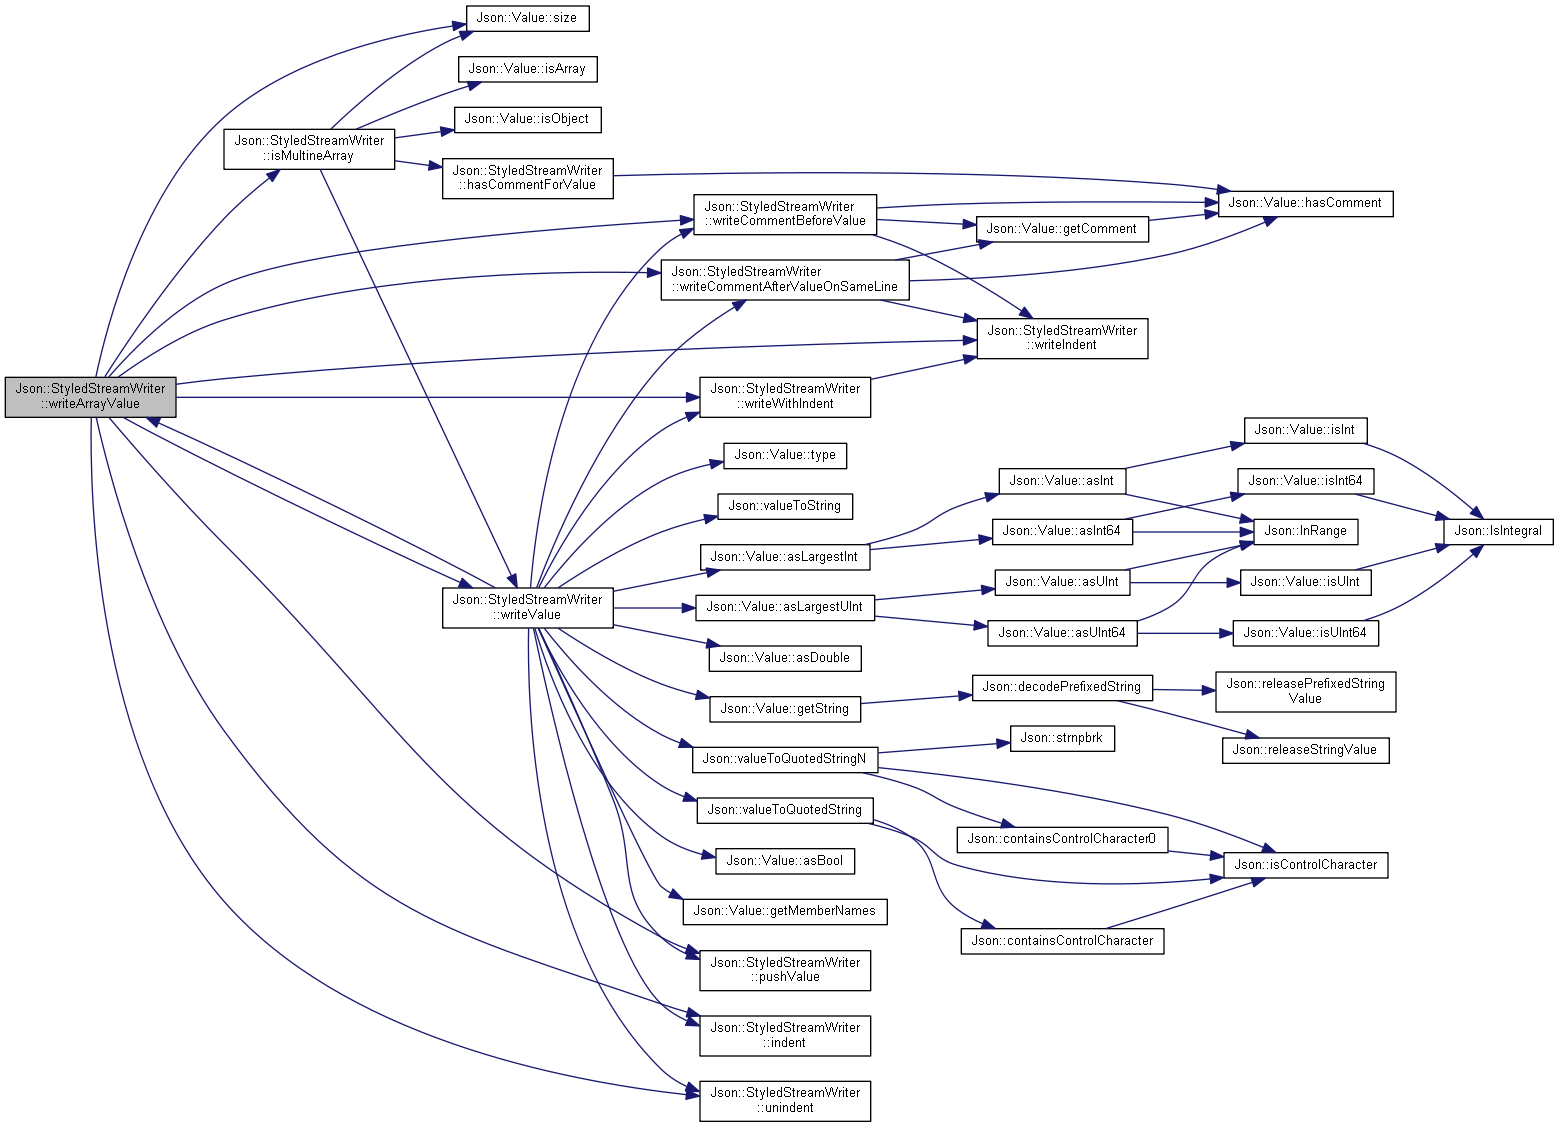 Json::Value::size
Json::Value::isArray
Json::Value::isObject
Json::StyledStreamWriter
::isMultineArray
Json::StyledStreamWriter
::hasCommentForValue
Json::StyledStreamWriter
::writeCommentBeforeValue
Json::Value::hasComment
Json::Value::getComment
Json::StyledStreamWriter
::writeCommentAfterValueOnSameLine
Json::StyledStreamWriter
::writeIndent
Json::StyledStreamWriter
::writeArrayValue
Json::StyledStreamWriter
::writeWithIndent
Json::Value::type
Json::Value::isInt
Json::Value::asInt
Json::Value::isInt64
Json::valueToString
Json::Value::asInt64
Json::InRange
Json::IsIntegral
Json::Value::asLargestInt
Json::Value::asUInt
Json::Value::isUInt
Json::StyledStreamWriter
::writeValue
Json::Value::asLargestUInt
Json::Value::asUInt64
Json::Value::isUInt64
Json::Value::asDouble
Json::decodePrefixedString
Json::releasePrefixedString
Value
Json::Value::getString
Json::strnpbrk
Json::releaseStringValue
Json::valueToQuotedStringN
Json::valueToQuotedString
Json::containsControlCharacter0
Json::Value::asBool
Json::isControlCharacter
Json::Value::getMemberNames
Json::containsControlCharacter
Json::StyledStreamWriter
::pushValue
Json::StyledStreamWriter
::indent
Json::StyledStreamWriter
::unindent